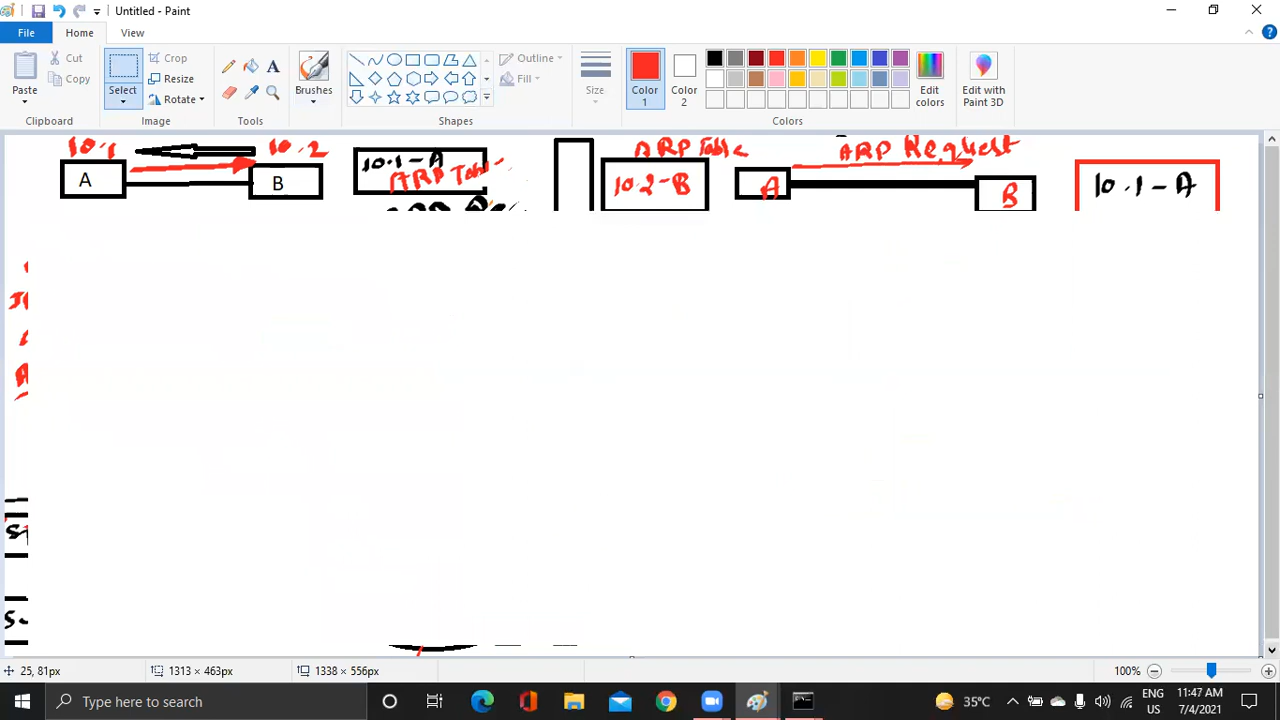 Untitled - Paint
File Home View
Paste Cut Copy Clipboard
Select Crop Resize Rotate Image
Tools
Brushes
Outline Fill Shapes
Size
Color 1 Color 2
Edit colors Edit with Paint 3D
Colors
10.1 10.2 ARP Table ARP Request
A B 10.1-A ARP Table 10.2-B A B 10.1-A
25, 81px 1313 × 463px 1338 × 556px 100%
Type here to search 35°C ENG US 11:47 AM 7/4/2021